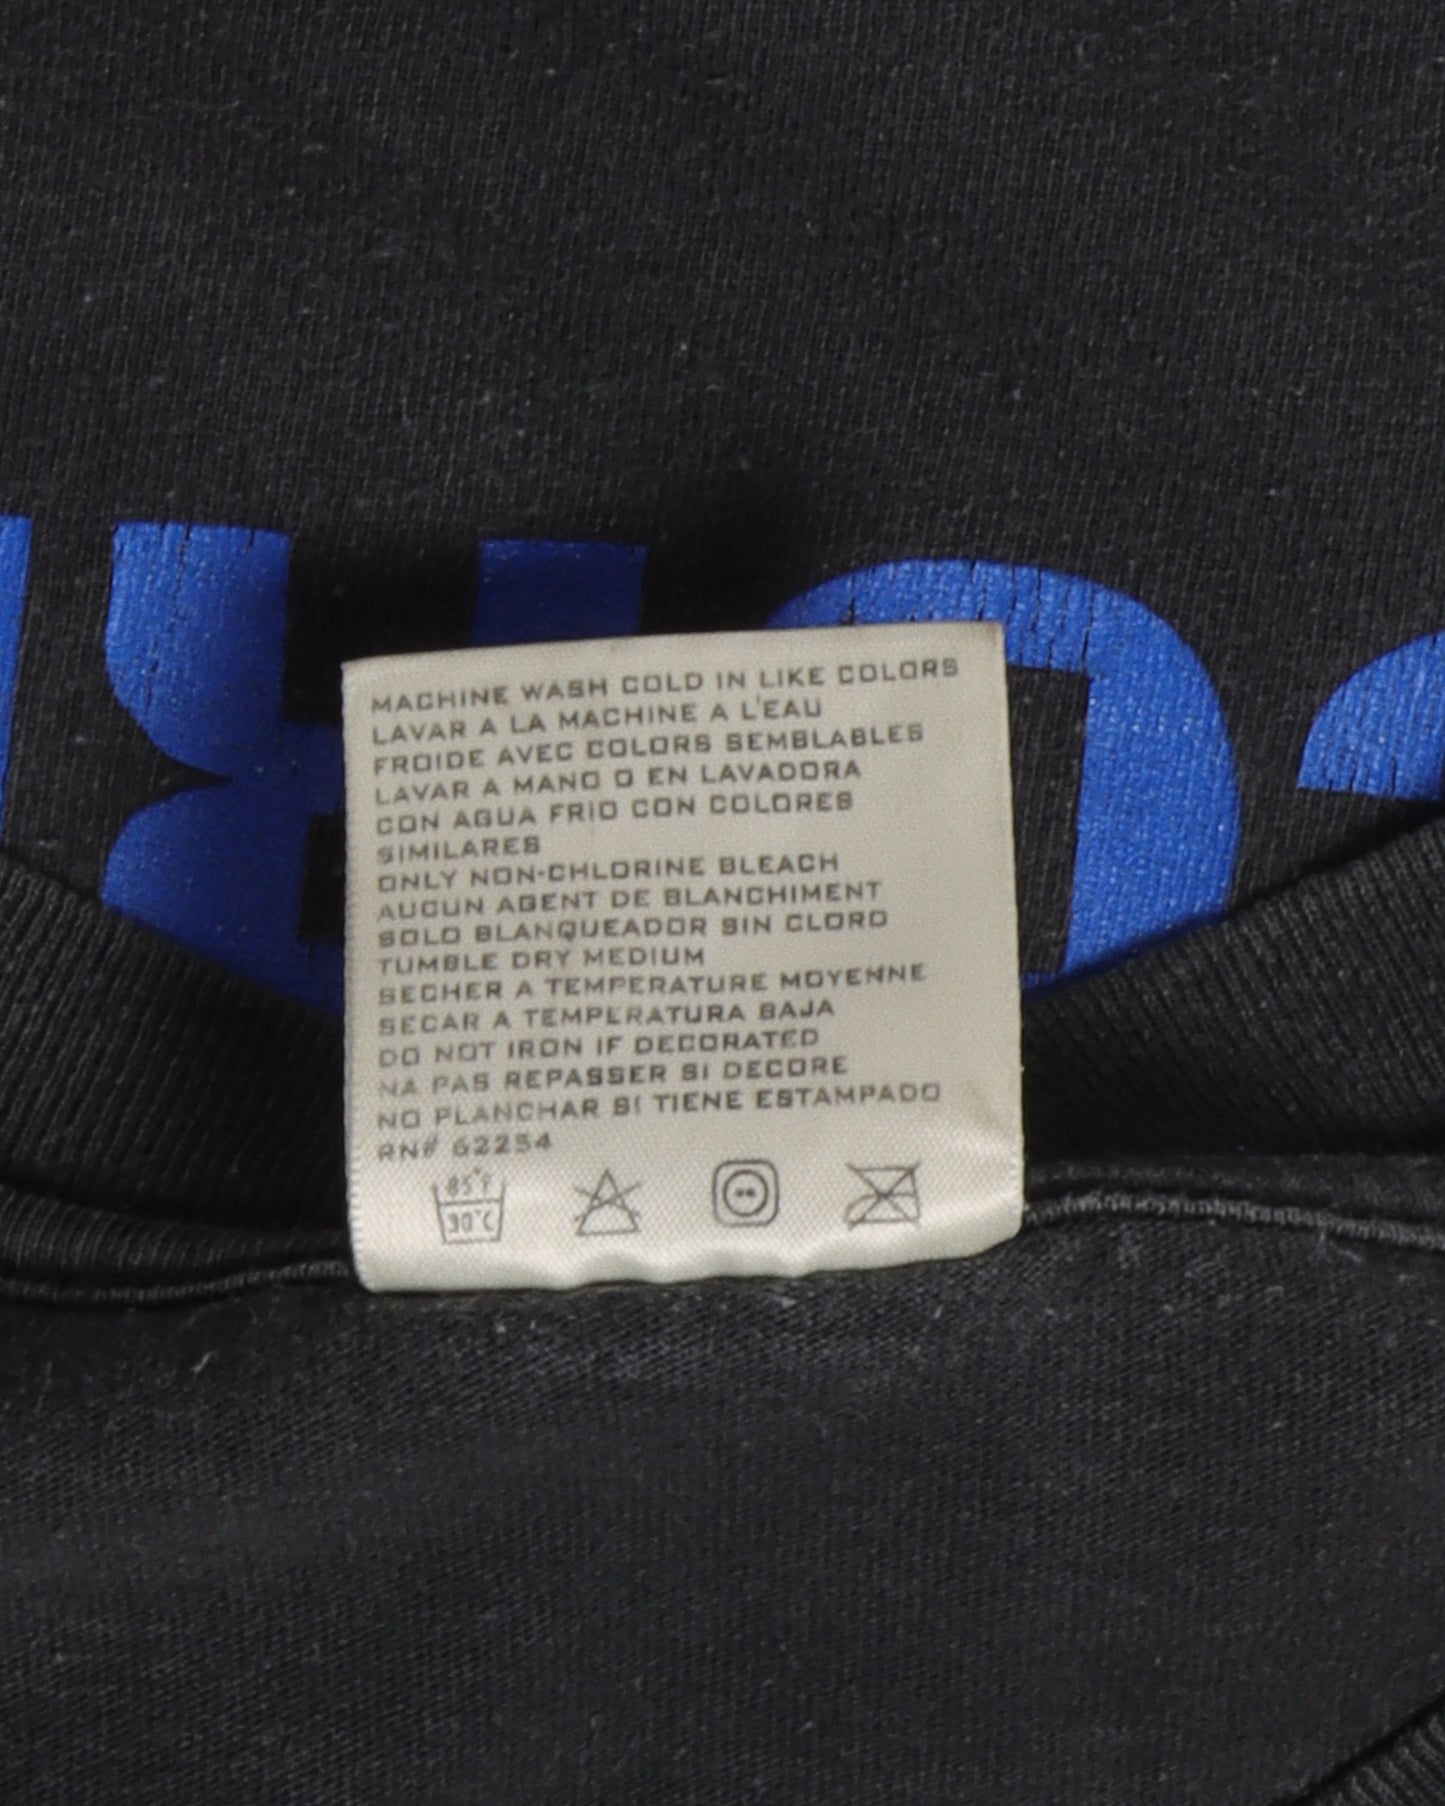 MACHINE WASH COLD IN LIKE COLORS
LAVAR A LA MACHINE A L'EAU
FROIDE AVEC COLORS SEMBLABLES
LAVAR A MANO O EN LAVADORA
CON AGUA FRIO CON COLORES
SIMILARES
ONLY NON-CHLORINE BLEACH
AUCUN AGENT DE BLANCHIMENT
SOLO BLANQUEADOR SIN CLORO
TUMBLE DRY MEDIUM
SECHER A TEMPERATURE MOYENNE
SECAR A TEMPERATURA BAJA
DO NOT IRON IF DECORATED
NA PAS REPASSER SI DECORE
NO PLANCHAR SI TIENE ESTAMPADO
RN# 62254
85°F
30°C